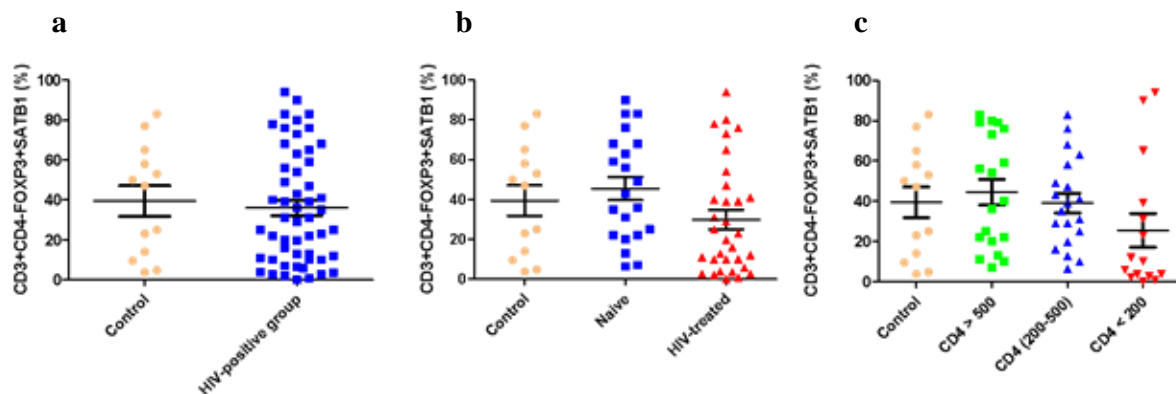 a
CD3+CD4-FOXP3+SATB1 (%)
100
80
60
40
20
0
Control
HIV-positive group
b
CD3+CD4-FOXP3+SATB1 (%)
100
80
60
40
20
0
Control
Naive
HIV-treated
c
CD3+CD4-FOXP3+SATB1 (%)
100
80
60
40
20
0
Control
CD4 > 500
CD4 (200-500)
CD4 < 200